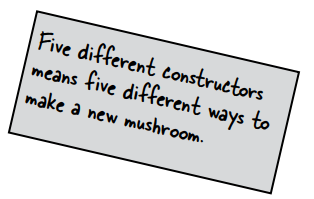 Five different constructors
means five different ways to
make a new mushroom.